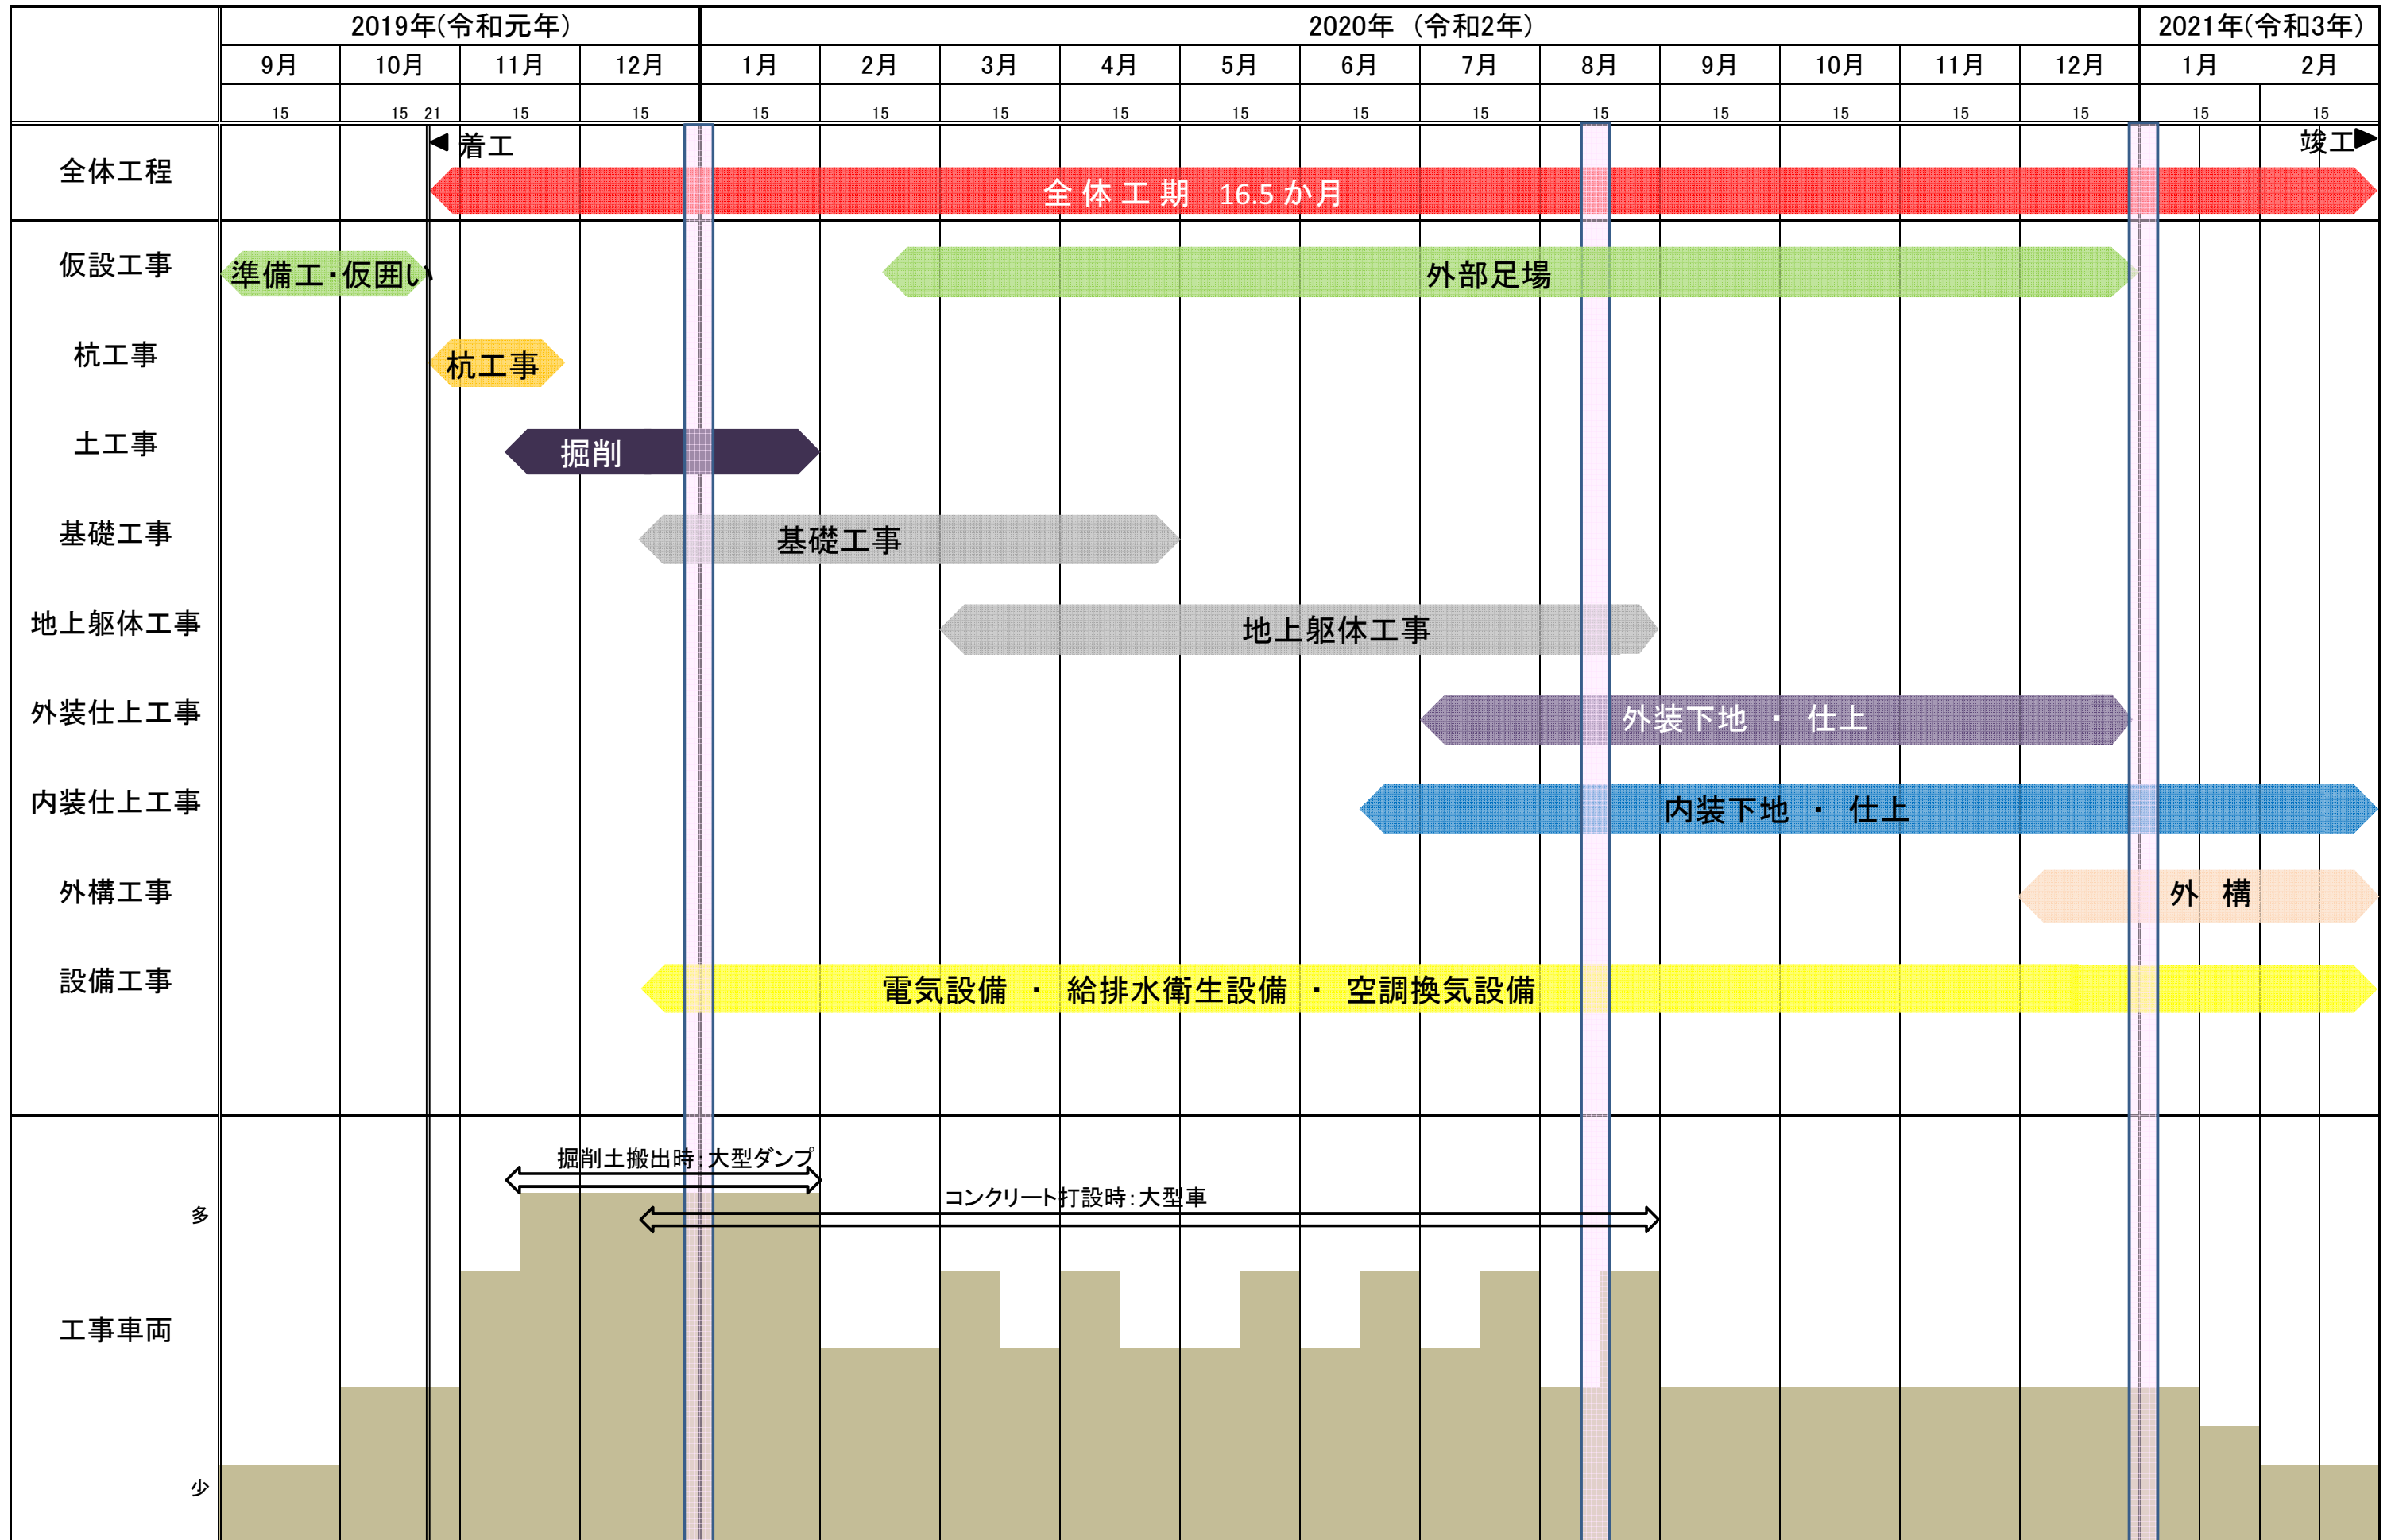 2019年(令和元年) 2020年 (令和2年) 2021年(令和3年)
9月 10月 11月 12月 1月 2月 3月 4月 5月 6月 7月 8月 9月 10月 11月 12月 1月 2月
15 15 21 15 15 15 15 15 15 15 15 15 15 15 15 15 15 15 15
着工 竣工
全体工程 全体工期 16.5か月
仮設工事 準備工・仮囲い 外部足場
杭工事 杭工事
土工事 掘削
基礎工事 基礎工事
地上躯体工事 地上躯体工事
外装仕上工事 外装下地 ・ 仕上
内装仕上工事 内装下地 ・ 仕上
外構工事 外 構
設備工事 電気設備 ・ 給排水衛生設備 ・ 空調換気設備
掘削土搬出時:大型ダンプ
コンクリート打設時:大型車
多
工事車両
少